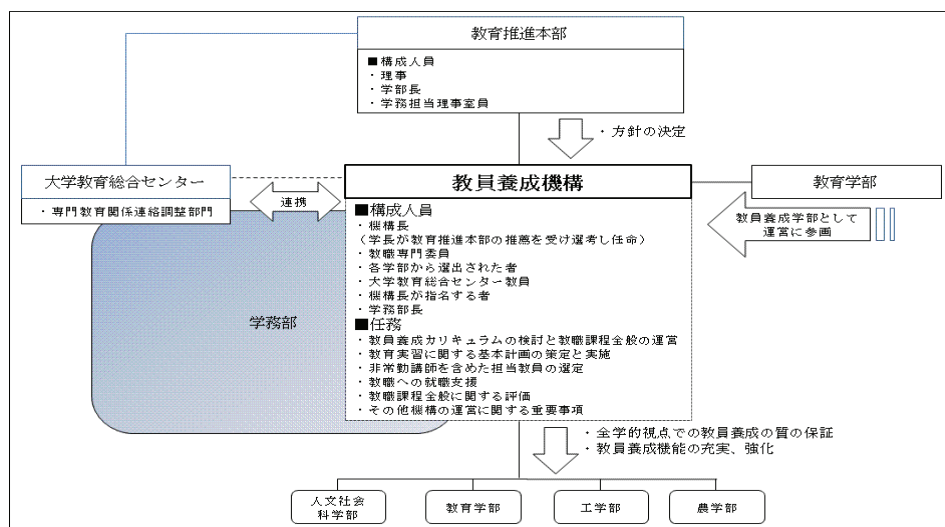 教育推進本部
■構成人員
・理事
・学部長
・学務担当理事室員
・方針の決定
大学教育総合センター
・専門教育関係連絡調整部門
連携
教員養成機構
教育学部
教員養成学部として
運営に参画
■構成人員
・機構長
(学長が教育推進本部の推薦を受け選考し任命)
・教職専門委員
・各学部から選出された者
・大学教育総合センター教員
・機構長が指名する者
・学務部長
■任務
・教員養成カリキュラムの検討と教職課程全般の運営
・教育実習に関する基本計画の策定と実施
・非常勤講師を含めた担当教員の選定
・教職への就職支援
・教職課程全般に関する評価
・その他機構の運営に関する重要事項
学務部
・全学的視点での教員養成の質の保証
・教員養成機能の充実、強化
人文社会
科学部
教育学部
工学部
農学部